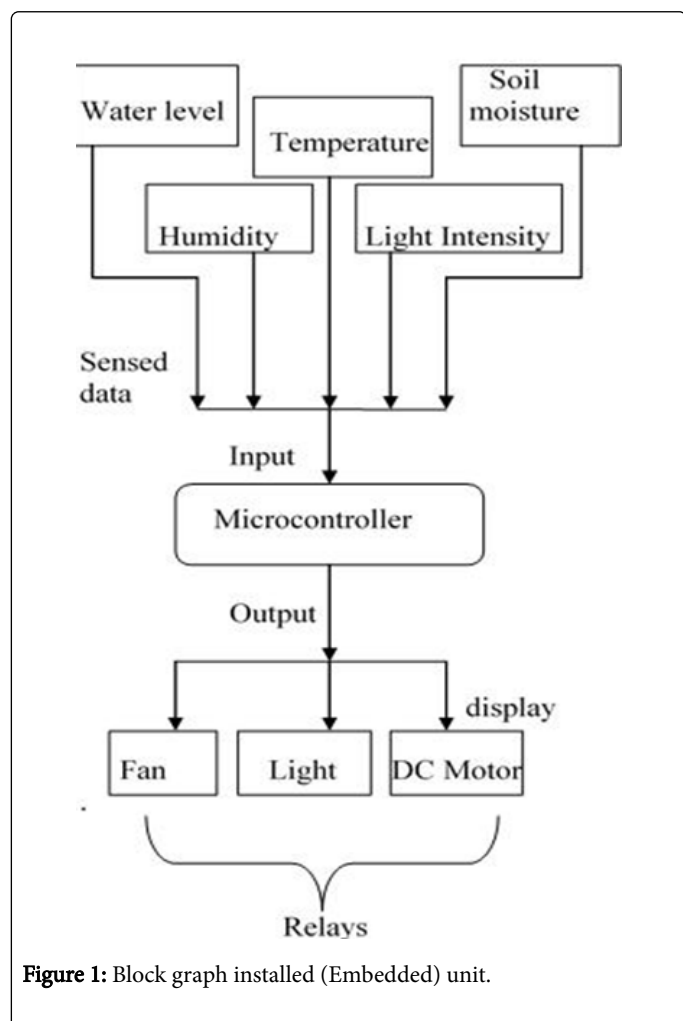 Water level
Temperature
Soil
moisture
Humidity
Light Intensity
Sensed
data
Input
Microcontroller
Output
display
Fan
Light
DC Motor
Relays
Figure 1: Block graph installed (Embedded) unit.